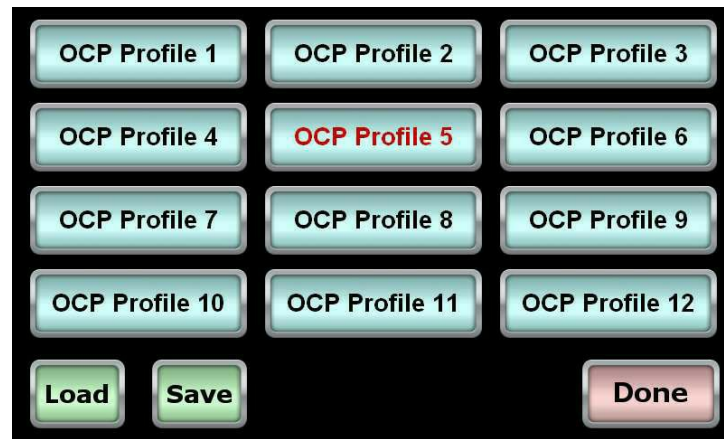 OCP Profile 1 OCP Profile 2 OCP Profile 3
OCP Profile 4 OCP Profile 5 OCP Profile 6
OCP Profile 7 OCP Profile 8 OCP Profile 9
OCP Profile 10 OCP Profile 11 OCP Profile 12
Load Save Done